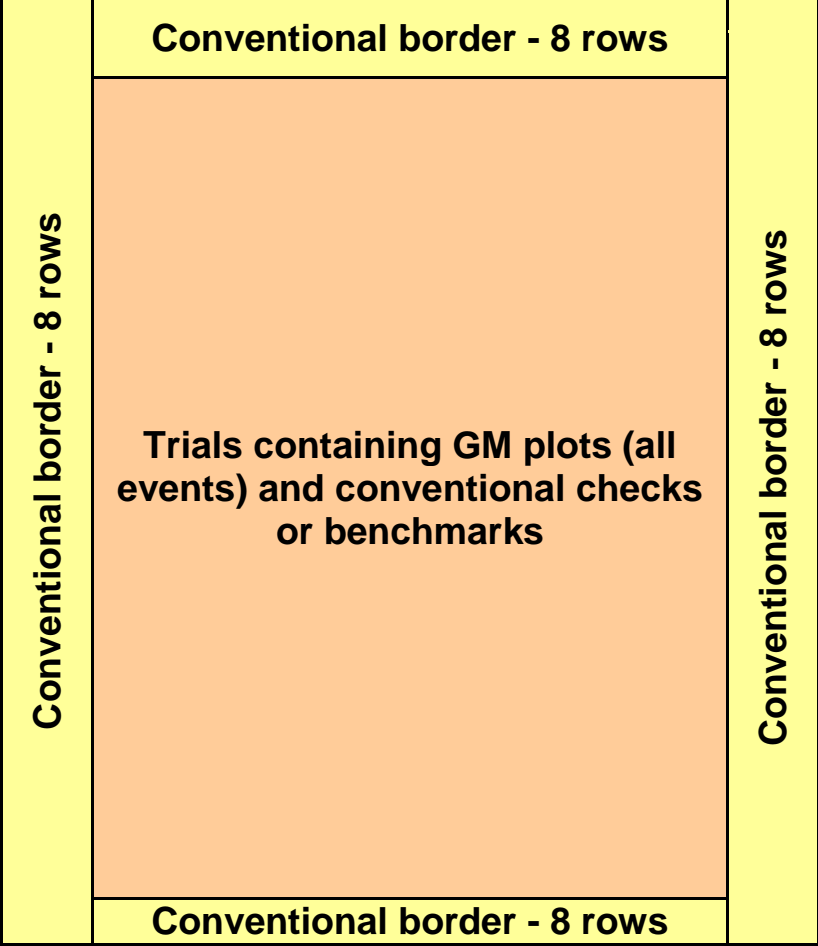 Conventional border - 8 rows
Conventional border - 8 rows
Trials containing GM plots (all
events) and conventional checks
or benchmarks
Conventional border - 8 rows
Conventional border - 8 rows